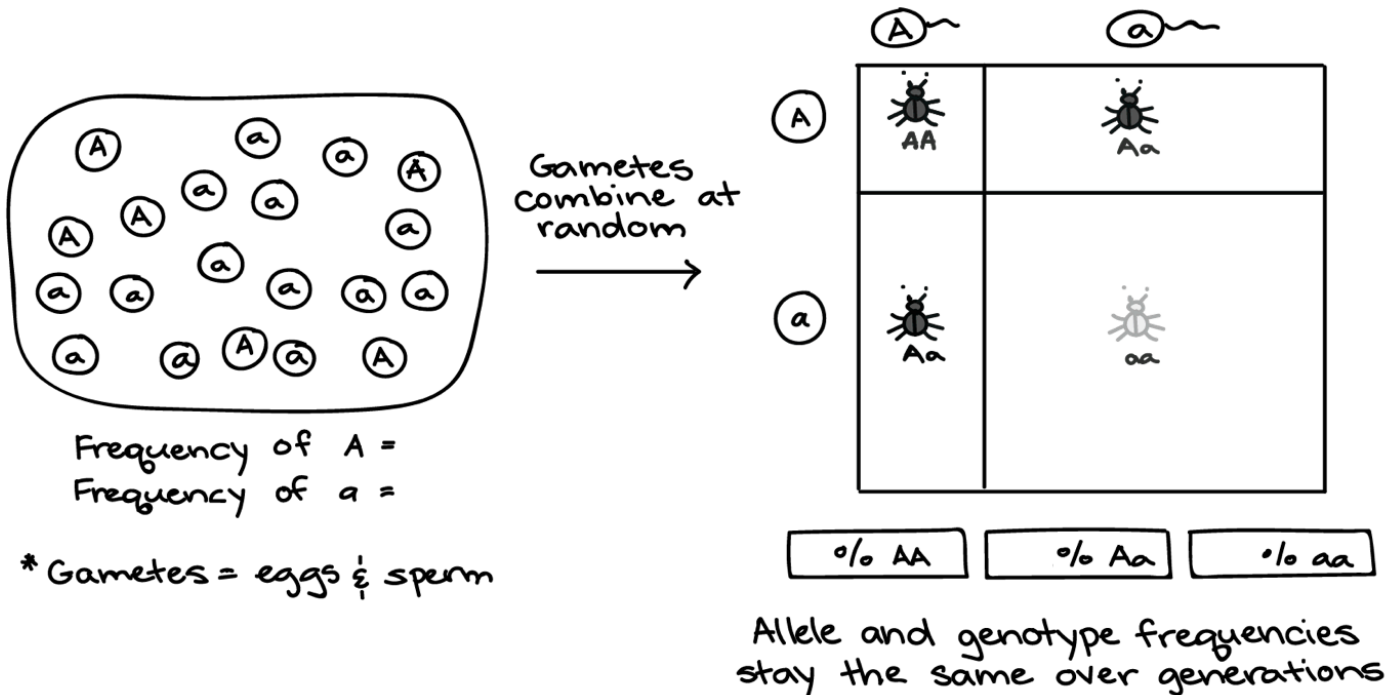 A a a A
a a
A A a
a
a a a a a
a a A a A
Frequency of A =
Frequency of a =
* Gametes = eggs & sperm
Gametes
combine at
random
A a
A
AA Aa
a
Aa aa
% AA % Aa % aa
Allele and genotype frequencies
stay the same over generations